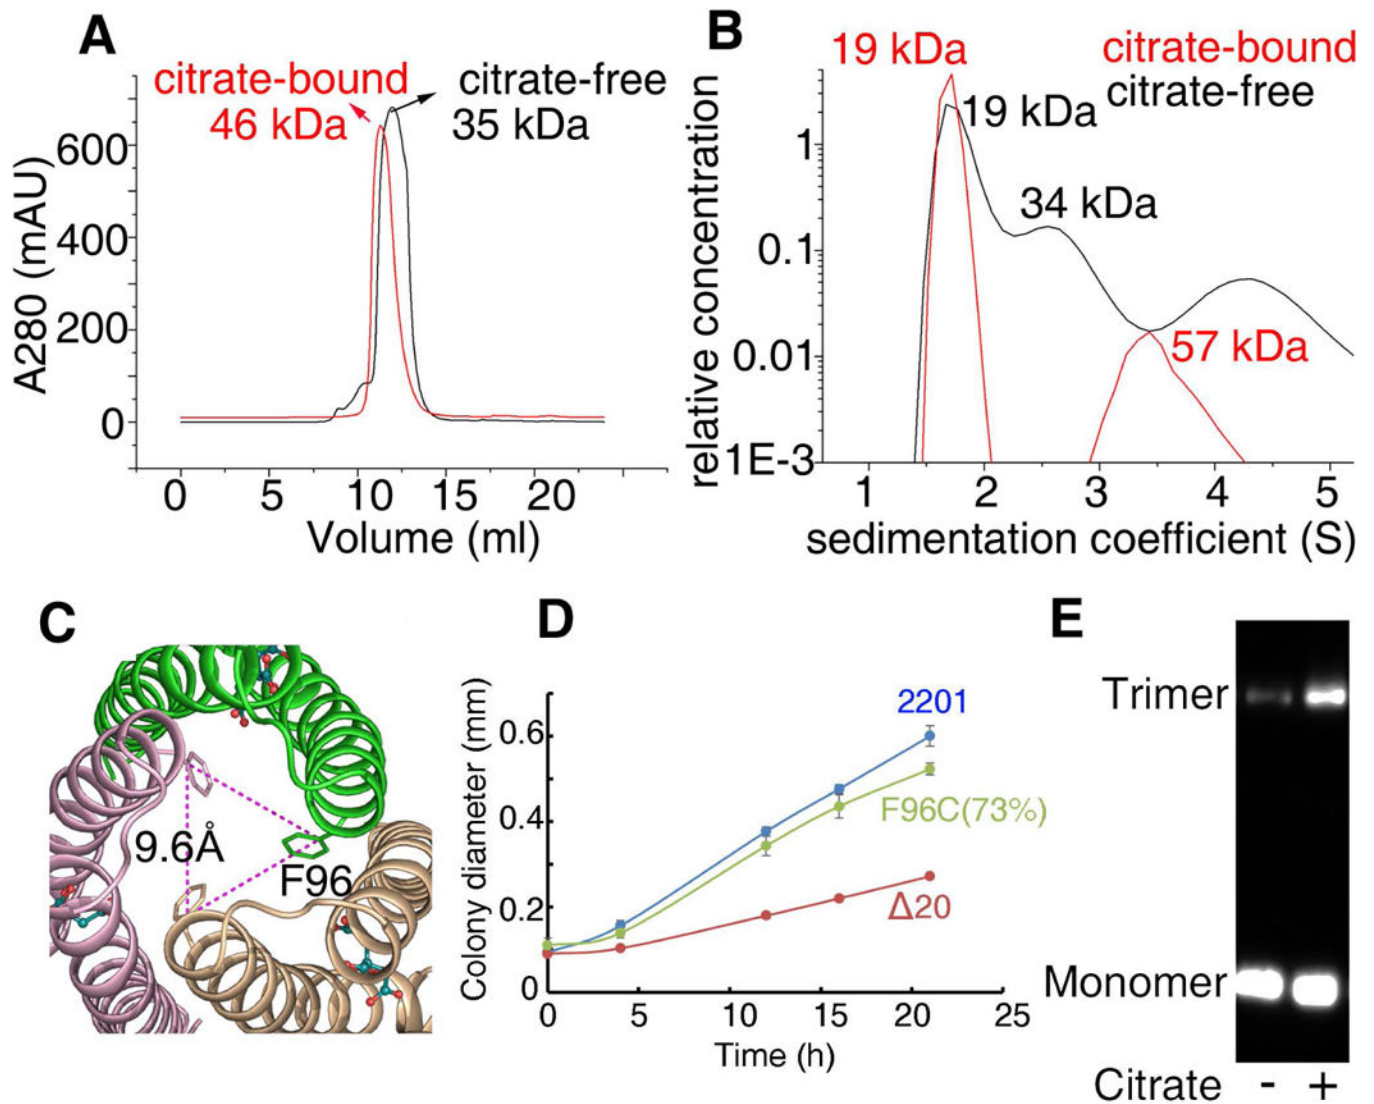 A
citrate-bound
46 kDa
citrate-free
35 kDa
A280 (mAU)
600
400
200
0
0 5 10 15 20
Volume (ml)
B
19 kDa
citrate-bound
citrate-free
19 kDa
34 kDa
57 kDa
relative concentration
1
0.1
0.01
1E-3
1 2 3 4 5
sedimentation coefficient (S)
C
9.6Å
F96
D
Colony diameter (mm)
0.6
0.4
0.2
0
2201
F96C(73%)
Δ20
0 5 10 15 20 25
Time (h)
E
Trimer
Monomer
Citrate - +